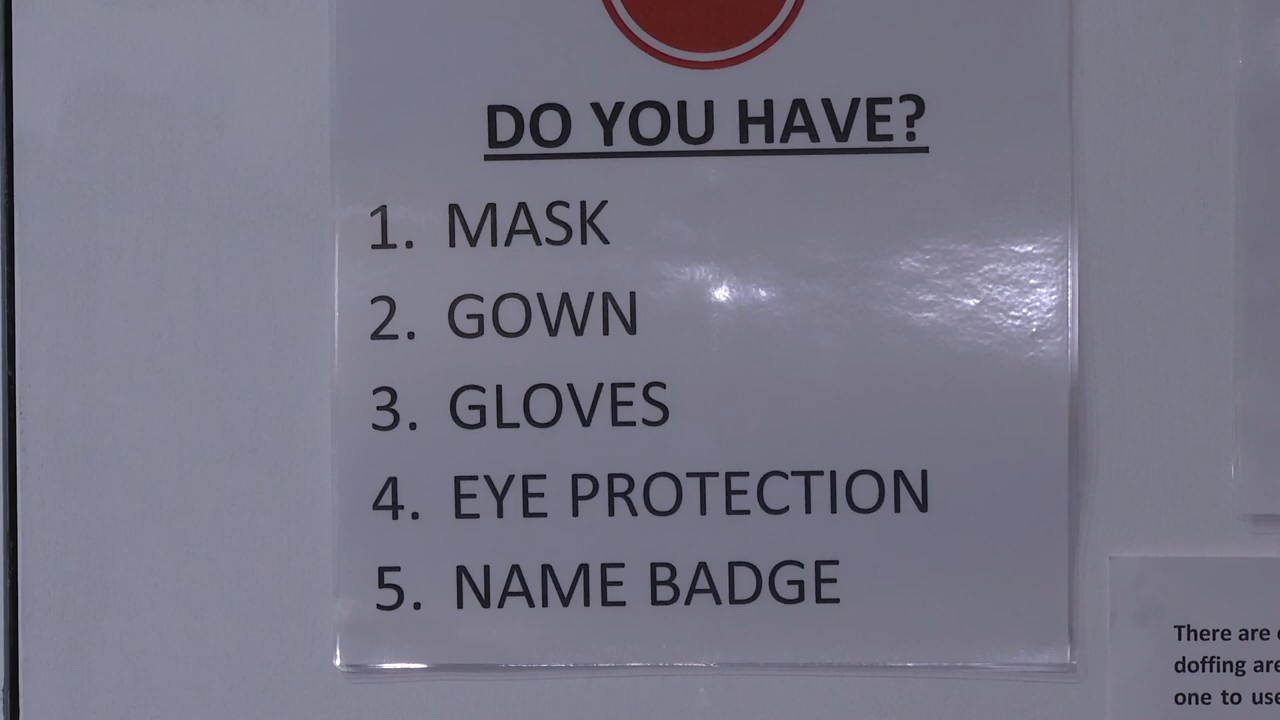 DO YOU HAVE?
1. MASK
2. GOWN
3. GLOVES
4. EYE PROTECTION
5. NAME BADGE
There are
doffing are
one to use